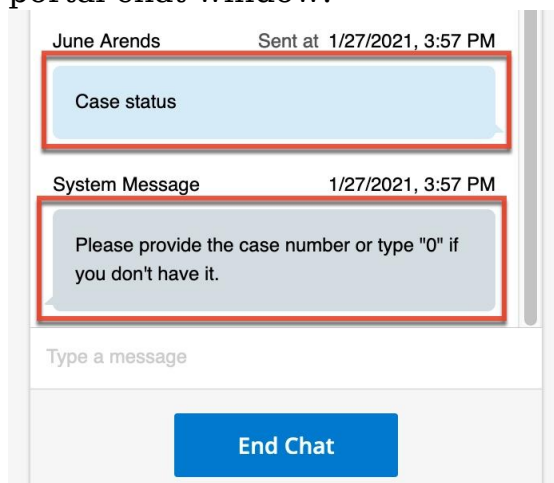 portal chat window.
June Arends Sent at 1/27/2021, 3:57 PM
Case status
System Message 1/27/2021, 3:57 PM
Please provide the case number or type "0" if
you don't have it.
Type a message
End Chat